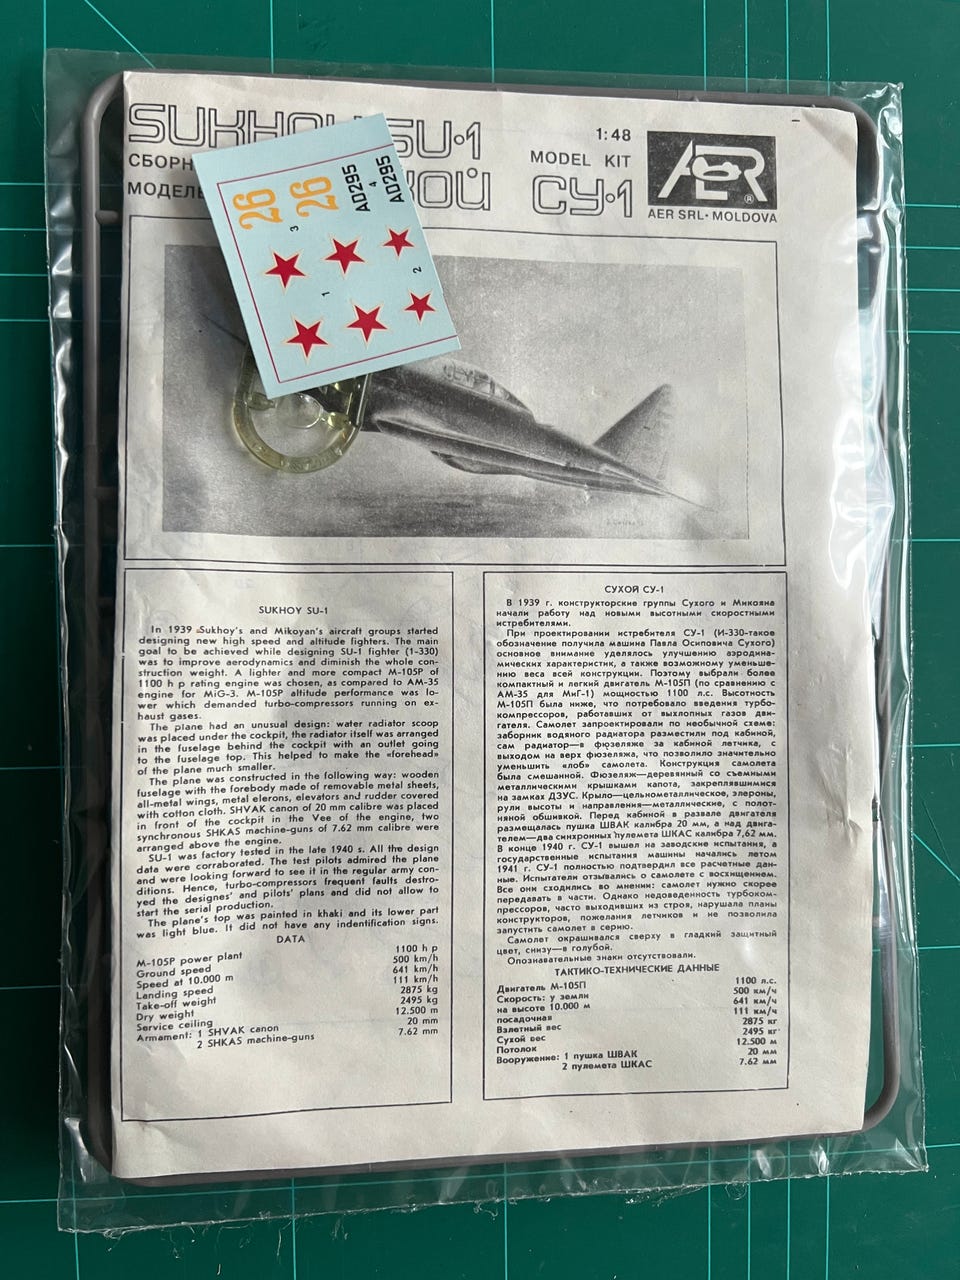 SUKHOY SU·1
1:48
СБОРН
MODEL KIT
МОДЕЛЬ
ОЙ СУ·1
AER
®
AER SRL·MOLDOVA
26 26 AD295 AD295
3 4
1 2
SUKHOY SU-1
In 1939 Sukhoy's and Mikoyan's aircraft groups started
designing new high speed and altitude fighters. The main
goal to be achieved while designing SU-1 fighter (1-330)
was to improve aerodynamics and diminish the whole con-
struction weight. A lighter and more compact M-105P of
1100 h p rating engine was chosen, as compared to AM-35
engine for MiG-3. M-105P altitude performance was lo-
wer which demanded turbo-compressors running on ex-
haust gases.
The plane had an unusual design: water radiator scoop
was placed under the cockpit, the radiator itself was arranged
in the fuselage behind the cockpit with an outlet going
to the fuselage top. This helped to make the «forehead»
of the plane much smaller.
The plane was constructed in the following way: wooden
fuselage with the forebody made of removable metal sheets,
all-metal wings, metal elerons, elevators and rudder covered
with cotton cloth. SHVAK canon of 20 mm calibre was placed
in front of the cockpit in the Vee of the engine, two
synchronous SHKAS machine-guns of 7.62 mm calibre were
arranged above the engine.
SU-1 was factory tested in the late 1940 s. All the design
data were corraborated. The test pilots admired the plane
and were looking forward to see it in the regular army con-
ditions. Hence, turbo-compressors frequent faults destro-
yed the designes' and pilots' plans and did not allow to
start the serial production.
The plane's top was painted in khaki and its lower part
was light blue. It did not have any indentification signs.
DATA
M-105P power plant 1100 h p
Ground speed 500 km/h
Speed at 10.000 m 641 km/h
Landing speed 111 km/h
Take-off weight 2875 kg
Dry weight 2495 kg
Service ceiling 12.500 m
Armament: 1 SHVAK canon 20 mm
2 SHKAS machine-guns 7.62 mm
СУХОЙ СУ-1
В 1939 г. конструкторские группы Сухого и Микояна
начали работу над новыми высотными скоростными
истребителями.
При проектировании истребителя СУ-1 (И-330-такое
обозначение получила машина Павла Осиповича Сухого)
основное внимание уделялось улучшению аэродина-
мических характеристик, а также возможному уменьше-
нию веса всей конструкции. Поэтому выбрали более
компактный и легкий двигатель М-105П (по сравнению с
АМ-35 для МиГ-1) мощностью 1100 л.с. Высотность
М-105П была ниже, что потребовало введения турбо-
компрессоров, работавших от выхлопных газов дви-
гателя. Самолет запроектировали по необычной схеме:
заборник водяного радиатора разместили под кабиной,
сам радиатор—в фюзеляже за кабиной летчика, с
выходом на верх фюзеляжа, что позволило значительно
уменьшить «лоб» самолета. Конструкция самолета
была смешанной. Фюзеляж—деревянный со съемными
металлическими крышками капота, закреплявшимися
на замках ДЗУС. Крыло—цельнометаллическое, элероны,
рули высоты и направления—металлические, с полот-
няной обшивкой. Перед кабиной в развале двигателя
размещалась пушка ШВАК калибра 20 мм, а над двига-
телем—два синхронных пулемета ШКАС калибра 7,62 мм.
В конце 1940 г. СУ-1 вышел на заводские испытания, а
государственные испытания машины начались летом
1941 г. СУ-1 полностью подтвердил все расчетные дан-
ные. Испытатели отзывались о самолете с восхищением.
Все они сходились во мнении: самолет нужно скорее
передавать в части. Однако недоведенность турбоком-
прессоров, часто выходивших из строя, нарушала планы
конструкторов, пожелания летчиков и не позволила
запустить самолет в серию.
Самолет окрашивался сверху в гладкий защитный
цвет, снизу—в голубой.
Опознавательные знаки отсутствовали.
ТАКТИКО-ТЕХНИЧЕСКИЕ ДАННЫЕ
Двигатель М-105П 1100 л.с.
Скорость: у земли 500 км/ч
на высоте 10.000 м 641 км/ч
посадочная 111 км/ч
Взлетный вес 2875 кг
Сухой вес 2495 кг
Потолок 12.500 м
Вооружение: 1 пушка ШВАК 20 мм
2 пулемета ШКАС 7.62 мм